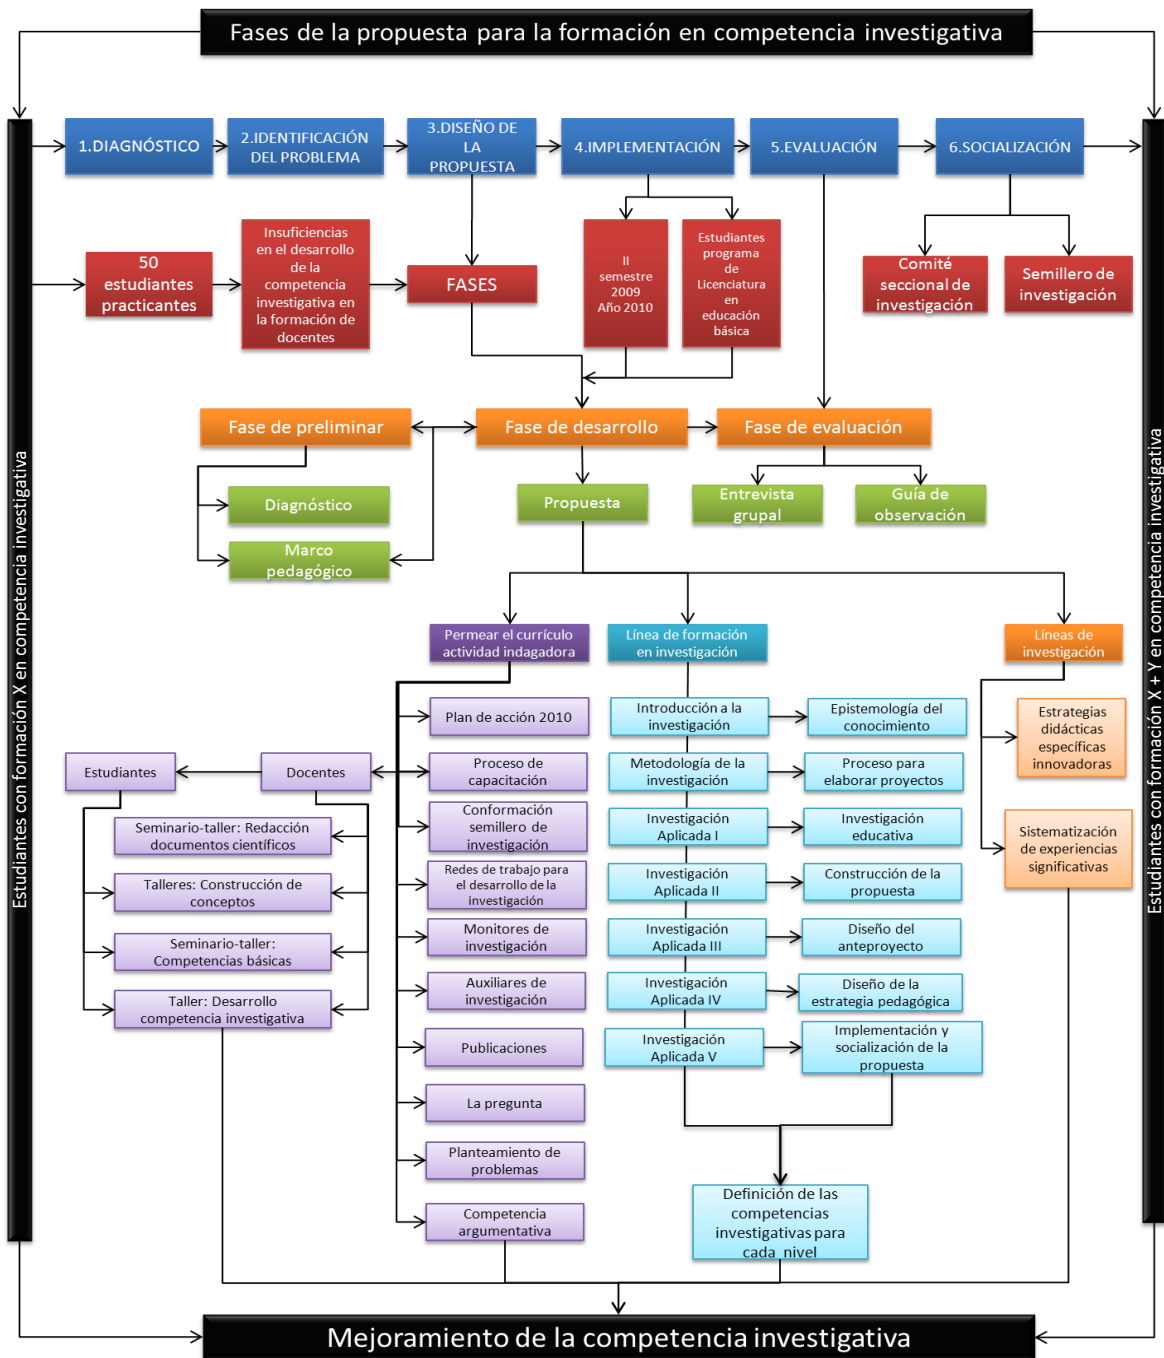 Fases de la propuesta para la formación en competencia investigativa
Estudiantes con formación X en competencia investigativa
Estudiantes con formación X + Y en competencia investigativa
1.DIAGNÓSTICO
2.IDENTIFICACIÓN
DEL PROBLEMA
3.DISEÑO DE
LA
PROPUESTA
4.IMPLEMENTACIÓN
5.EVALUACIÓN
6.SOCIALIZACIÓN
50
estudiantes
practicantes
Insuficiencias
en el desarrollo
de la
competencia
investigativa en
la formación de
docentes
FASES
II
semestre
2009
Año 2010
Estudiantes
programa
de
Licenciatura
en
educación
básica
Comité
seccional de
investigación
Semillero de
investigación
Fase de preliminar
Fase de desarrollo
Fase de evaluación
Diagnóstico
Marco
pedagógico
Propuesta
Entrevista
grupal
Guía de
observación
Permear el currículo
actividad indagadora
Línea de formación
en investigación
Líneas de
investigación
Plan de acción 2010
Proceso de
capacitación
Conformación
semillero de
investigación
Redes de trabajo para
el desarrollo de la
investigación
Monitores de
investigación
Auxiliares de
investigación
Publicaciones
La pregunta
Planteamiento de
problemas
Competencia
argumentativa
Estudiantes
Docentes
Seminario-taller: Redacción
documentos científicos
Talleres: Construcción de
conceptos
Seminario-taller:
Competencias básicas
Taller: Desarrollo
competencia investigativa
Introducción a la
investigación
Epistemología del
conocimiento
Metodología de la
investigación
Proceso para
elaborar proyectos
Investigación
Aplicada I
Investigación
educativa
Investigación
Aplicada II
Construcción de la
propuesta
Investigación
Aplicada III
Diseño del
anteproyecto
Investigación
Aplicada IV
Diseño de la
estrategia pedagógica
Investigación
Aplicada V
Implementación y
socialización de la
propuesta
Definición de las
competencias
investigativas para
cada nivel
Estrategias
didácticas
específicas
innovadoras
Sistematización
de experiencias
significativas
Mejoramiento de la competencia investigativa